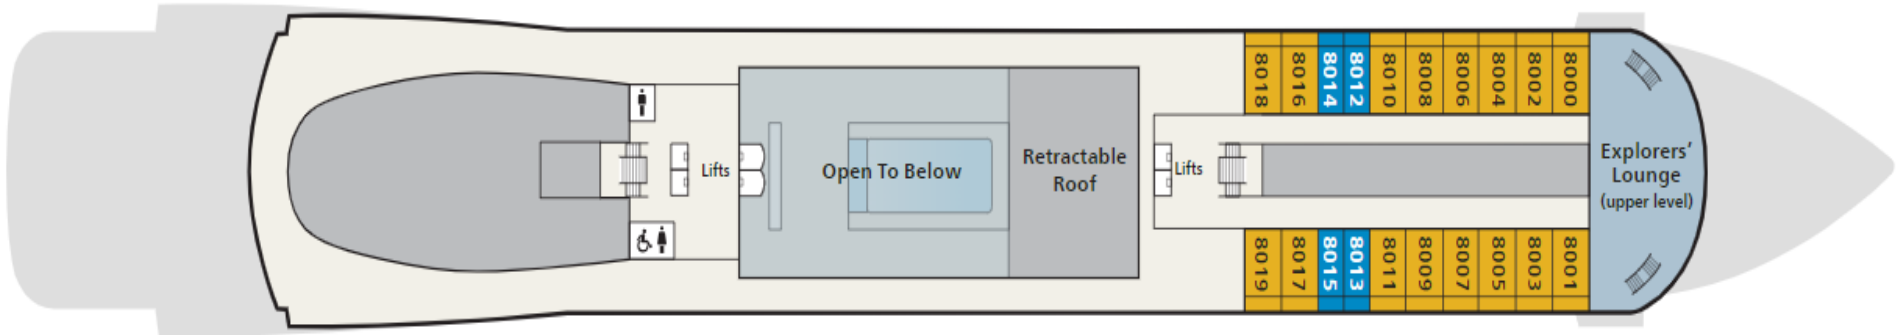 8018
8016
8014
8012
8010
8008
8006
8004
8002
8000
Lifts
Open To Below
Retractable
Roof
Lifts
Explorers'
Lounge
(upper level)
8019
8017
8015
8013
8011
8009
8007
8005
8003
8001